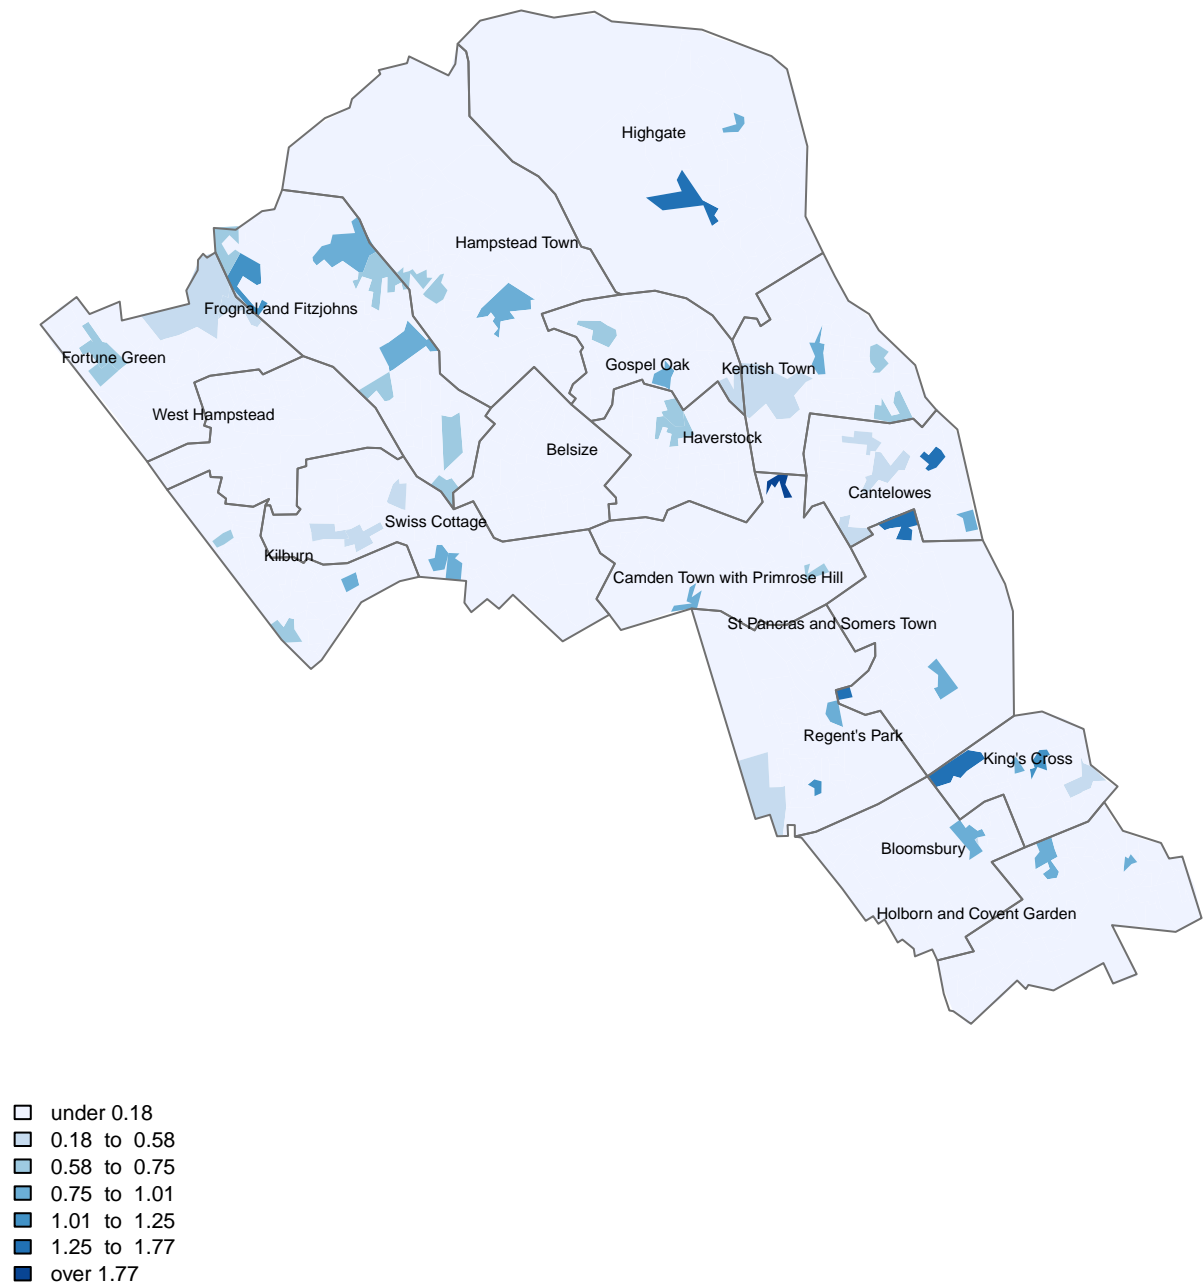 Highgate
Hampstead Town
Frognal and Fitzjohns
Fortune Green
Gospel Oak
Kentish Town
West Hampstead
Haverstock
Belsize
Cantelowes
Swiss Cottage
Kilburn
Camden Town with Primrose Hill
St Pancras and Somers Town
Regent's Park
King's Cross
Bloomsbury
Holborn and Covent Garden
under 0.18
0.18 to 0.58
0.58 to 0.75
0.75 to 1.01
1.01 to 1.25
1.25 to 1.77
over 1.77